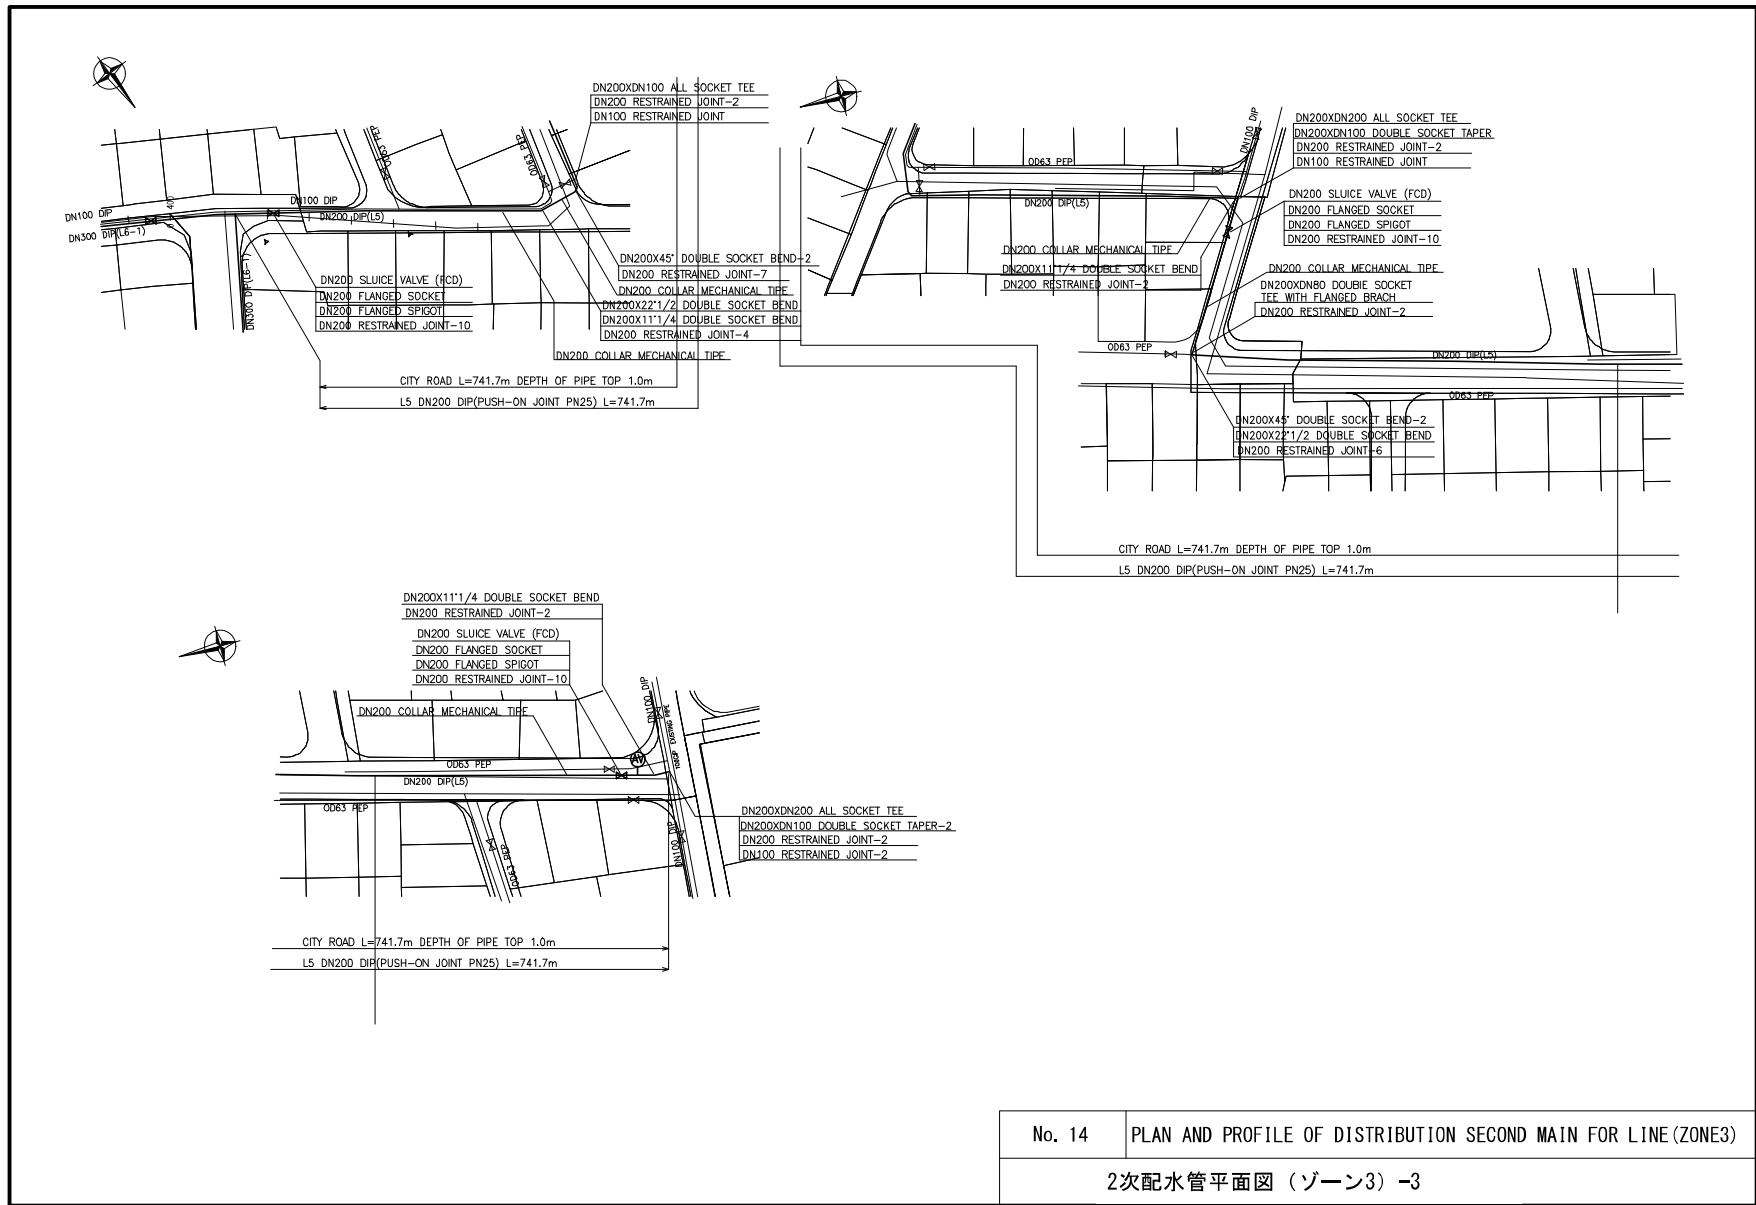 DN200XDN100 ALL SOCKET TEE
DN200 RESTRAINED JOINT-2
DN100 RESTRAINED JOINT
OD63 PEP
OD63 PEP
DN100 DIP
DN100 DIP
DN200 DIP(L5)
DN300 DIP(L6-1)
DN300 DIP(L6-1)
DN200X45° DOUBLE SOCKET BEND-2
DN200 RESTRAINED JOINT-7
DN200 COLLAR MECHANICAL TIPE
DN200X22°1/2 DOUBLE SOCKET BEND
DN200X11°1/4 DOUBLE SOCKET BEND
DN200 RESTRAINED JOINT-4
DN200 COLLAR MECHANICAL TIPE
DN200 SLUICE VALVE (FCD)
DN200 FLANGED SOCKET
DN200 FLANGED SPIGOT
DN200 RESTRAINED JOINT-10
CITY ROAD L=741.7m DEPTH OF PIPE TOP 1.0m
L5 DN200 DIP(PUSH-ON JOINT PN25) L=741.7m
DN100 DIP
DN200XDN200 ALL SOCKET TEE
DN200XDN100 DOUBLE SOCKET TAPER
DN200 RESTRAINED JOINT-2
DN100 RESTRAINED JOINT
OD63 PEP
DN200 DIP(L5)
DN200 SLUICE VALVE (FCD)
DN200 FLANGED SOCKET
DN200 FLANGED SPIGOT
DN200 RESTRAINED JOINT-10
DN200 COLLAR MECHANICAL TIPE
DN200X11°1/4 DOUBLE SOCKET BEND
DN200 RESTRAINED JOINT-2
DN200 COLLAR MECHANICAL TIPE
DN200XDN80 DOUBIE SOCKET
TEE WITH FLANGED BRACH
DN200 RESTRAINED JOINT-2
OD63 PEP
DN200 DIP(L5)
OD63 PEP
DN200X45° DOUBLE SOCKET BEND-2
DN200X22°1/2 DOUBLE SOCKET BEND
DN200 RESTRAINED JOINT-6
CITY ROAD L=741.7m DEPTH OF PIPE TOP 1.0m
L5 DN200 DIP(PUSH-ON JOINT PN25) L=741.7m
DN200X11°1/4 DOUBLE SOCKET BEND
DN200 RESTRAINED JOINT-2
DN200 SLUICE VALVE (FCD)
DN200 FLANGED SOCKET
DN200 FLANGED SPIGOT
DN200 RESTRAINED JOINT-10
DN200 COLLAR MECHANICAL TIPE
DN100 DIP
AV
OD63 PEP
DN200 DIP(L5)
OD63 PEP
OD63 PEP
DN100 DIP
DN200XDN200 ALL SOCKET TEE
DN200XDN100 DOUBLE SOCKET TAPER-2
DN200 RESTRAINED JOINT-2
DN100 RESTRAINED JOINT-2
CITY ROAD L=741.7m DEPTH OF PIPE TOP 1.0m
L5 DN200 DIP(PUSH-ON JOINT PN25) L=741.7m
No. 14 PLAN AND PROFILE OF DISTRIBUTION SECOND MAIN FOR LINE(ZONE3)
2次配水管平面図（ゾーン3）-3